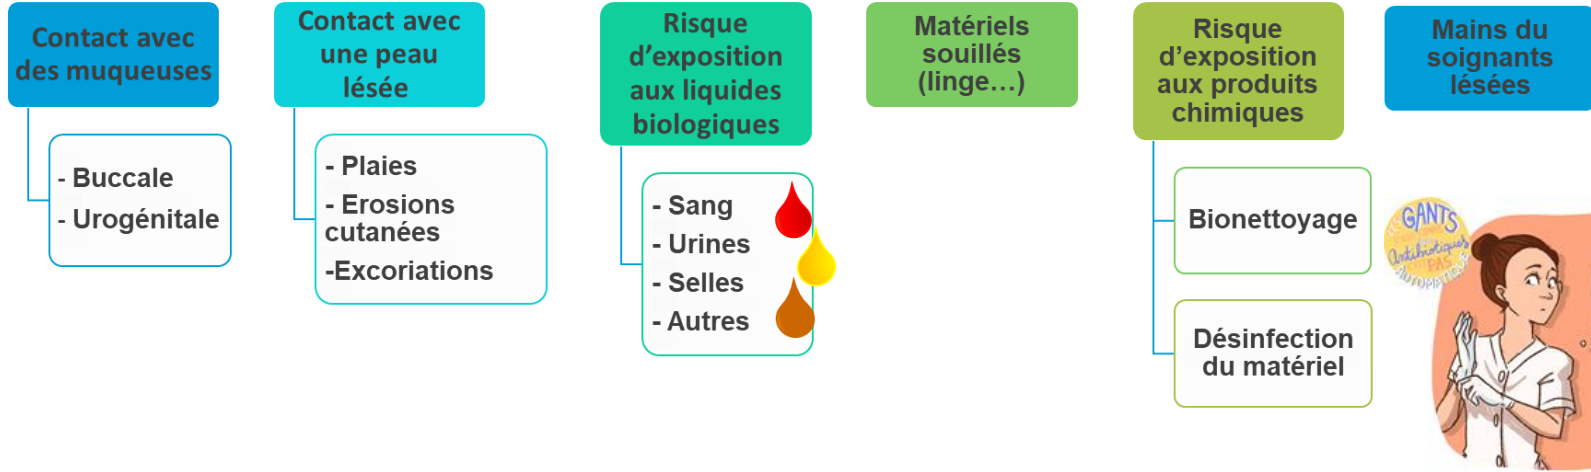 Contact avec
des muqueuses
- Buccale
- Urogénitale
Contact avec
une peau
lésée
- Plaies
- Erosions
cutanées
-Excoriations
Risque
d’exposition
aux liquides
biologiques
- Sang
- Urines
- Selles
- Autres
Matériels
souillés
(linge…)
Risque
d’exposition
aux produits
chimiques
Bionettoyage
Désinfection
du matériel
Mains du
soignants
lésées
GANTS
Antibiotiques
PAS
AUTOMATIQUE